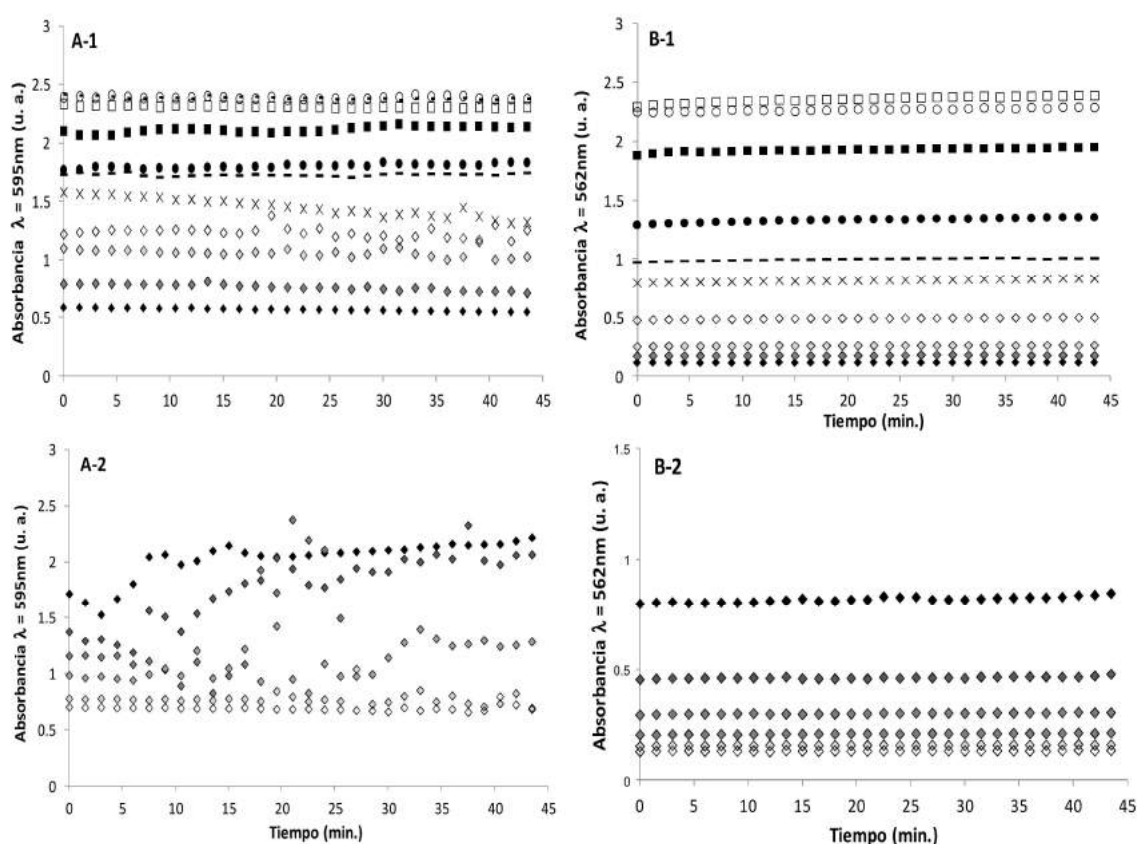 A-1
Absorbancia λ = 595nm (u. a.)
3
2.5
2
1.5
1
0.5
0
0 5 10 15 20 25 30 35 40 45
B-1
Absorbancia λ = 562nm (u. a.)
3
2.5
2
1.5
1
0.5
0
0 5 10 15 20 25 30 35 40 45
Tiempo (min.)
A-2
Absorbancia λ = 595nm (u. a.)
3
2.5
2
1.5
1
0.5
0
0 5 10 15 20 25 30 35 40 45
Tiempo (min.)
B-2
Absorbancia λ = 562nm (u. a.)
1.5
1
0.5
0
0 5 10 15 20 25 30 35 40 45
Tiempo (min.)